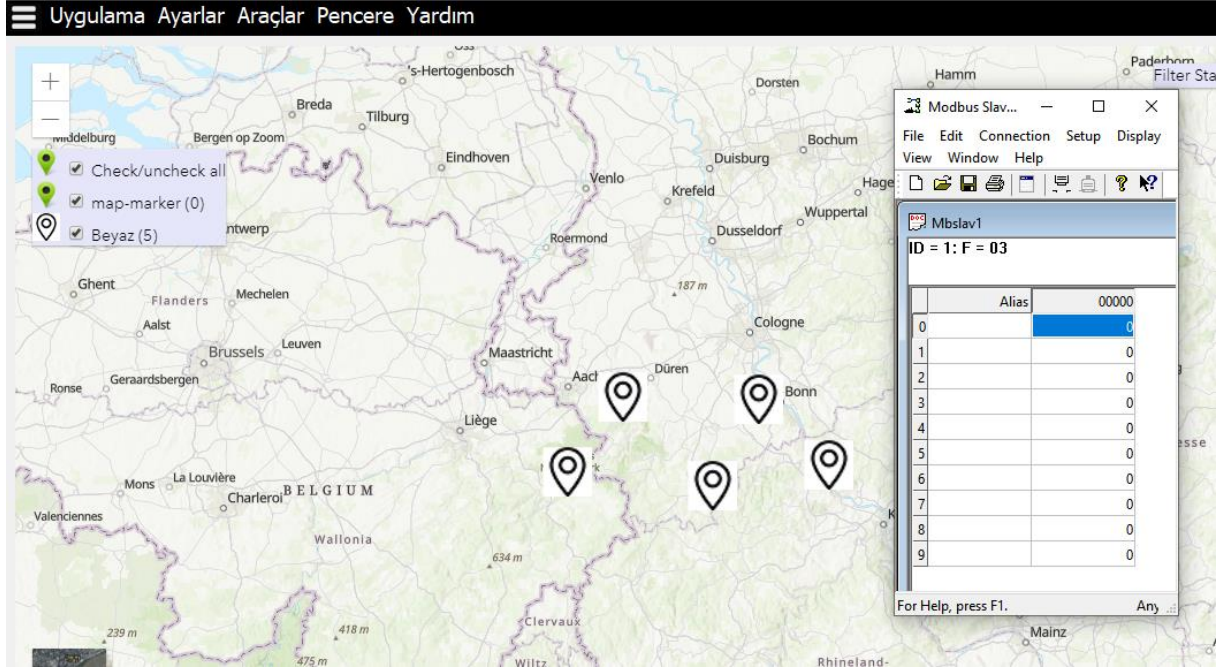 Uygulama Ayarlar Araçlar Pencere Yardım
's-Hertogenbosch
Paderborn
Hamm
Filter Sta
Dorsten
Breda
Tilburg
Middelburg
Bergen op Zoom
Bochum
Eindhoven
Duisburg
Venlo
Krefeld
Hage
Wuppertal
Dusseldorf
Roermond
ntwerp
+
−
Check/uncheck all
map-marker (0)
Beyaz (5)
Ghent
Flanders
Mechelen
187 m
Aalst
Cologne
Brussels
Leuven
Maastricht
Aach
Düren
Ronse
Geraardsbergen
Bonn
Liège
Mons
La Louvière
Charleroi
BELGIUM
Valenciennes
Wallonia
634 m
Clervaux
239 m
418 m
475 m
Wiltz
Rhineland-
Mainz
esse
Modbus Slav...
File Edit Connection Setup Display
View Window Help
Mbslav1
ID = 1: F = 03
Alias 00000
0 0
1 0
2 0
3 0
4 0
5 0
6 0
7 0
8 0
9 0
For Help, press F1. Any